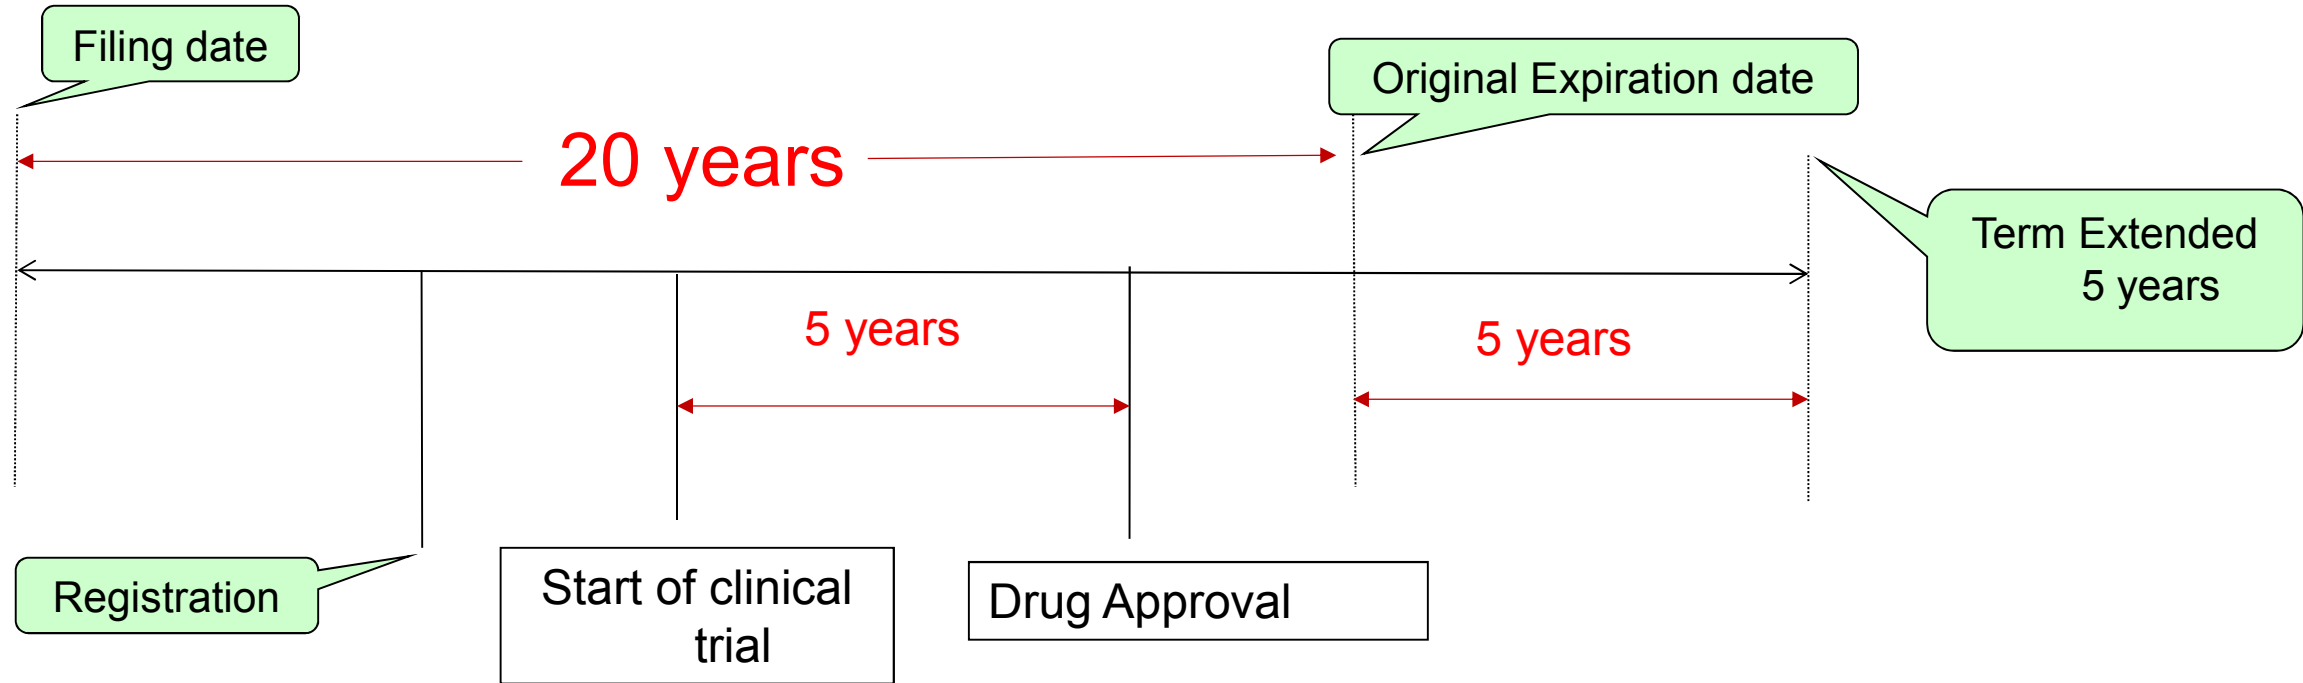 Filing date
Original Expiration date
20 years
Term Extended
5 years
5 years
5 years
Registration
Start of clinical
trial
Drug Approval